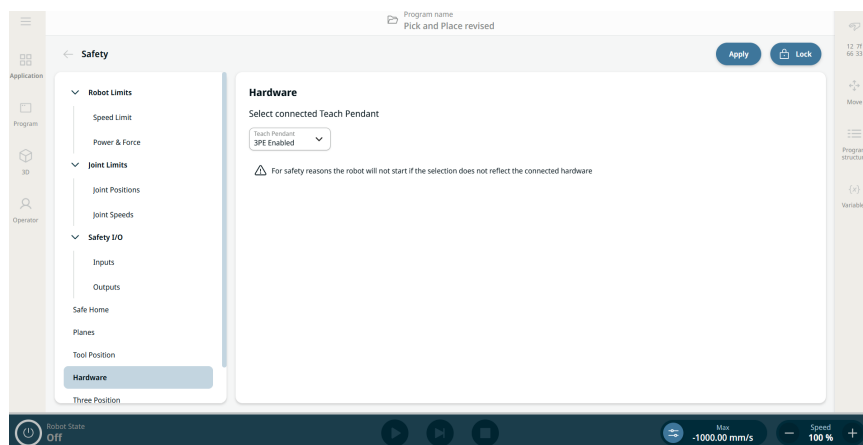 Program name
Pick and Place revised
Application
Program
3D
Operator
Safety
Apply
Lock
Robot Limits
Speed Limit
Power & Force
Joint Limits
Joint Positions
Joint Speeds
Safety I/O
Inputs
Outputs
Safe Home
Planes
Tool Position
Hardware
Three Position
Hardware
Select connected Teach Pendant
Teach Pendant
3PE Enabled
For safety reasons the robot will not start if the selection does not reflect the connected hardware
Move
{x}
Robot State
Off
Max
-1000.00 mm/s
Speed
100 %